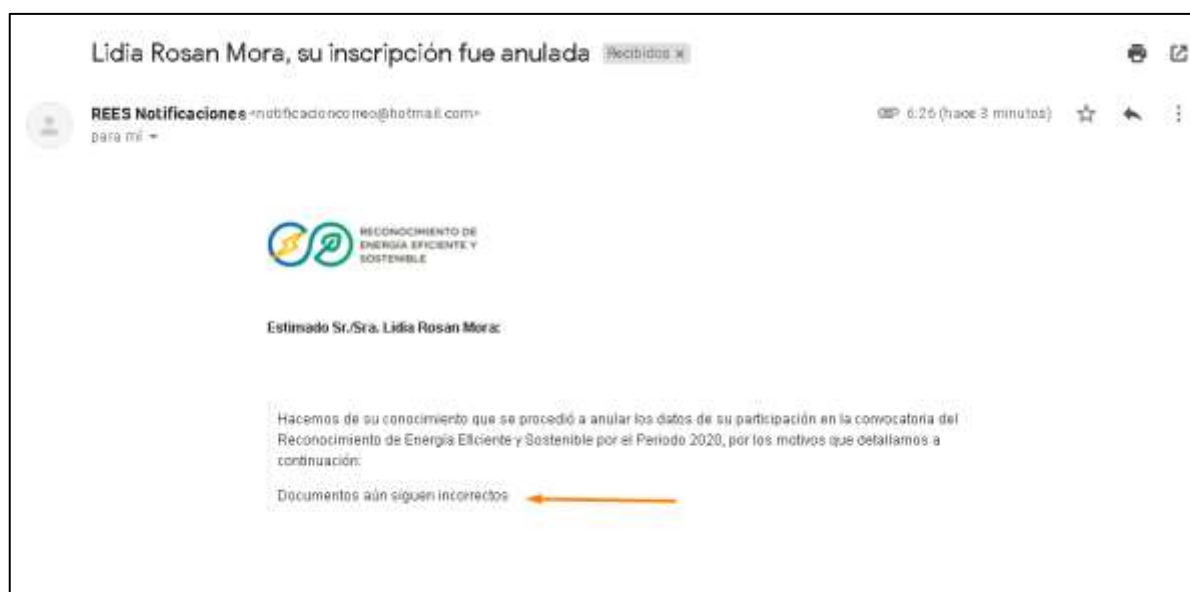 Lidia Rosan Mora, su inscripción fue anulada Recibidos x
REES Notificaciones <notificacioncorreo@hotmail.com>
6:26 (hace 3 minutos)
para mí
RECONOCIMIENTO DE
ENERGÍA EFICIENTE Y
SOSTENIBLE
Estimado Sr./Sra. Lidia Rosan Mora:
Hacemos de su conocimiento que se procedió a anular los datos de su participación en la convocatoria del
Reconocimiento de Energía Eficiente y Sostenible por el Periodo 2020, por los motivos que detallamos a
continuación:
Documentos aún siguen incorrectos